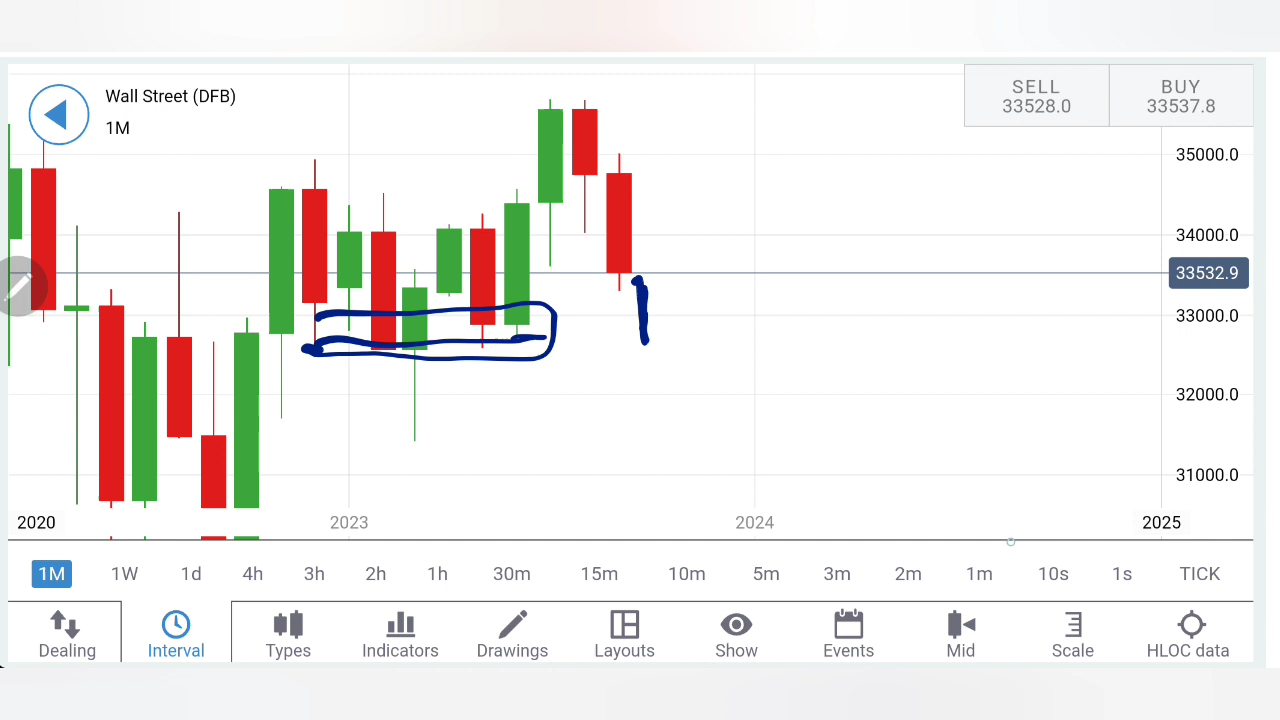 Wall Street (DFB)
1M
SELL BUY
33528.0 33537.8
35000.0
34000.0
33532.9
33000.0
32000.0
31000.0
2020 2023 2024 2025
1M 1W 1d 4h 3h 2h 1h 30m 15m 10m 5m 3m 2m 1m 10s 1s TICK
Dealing Interval Types Indicators Drawings Layouts Show Events Mid Scale HLOC data